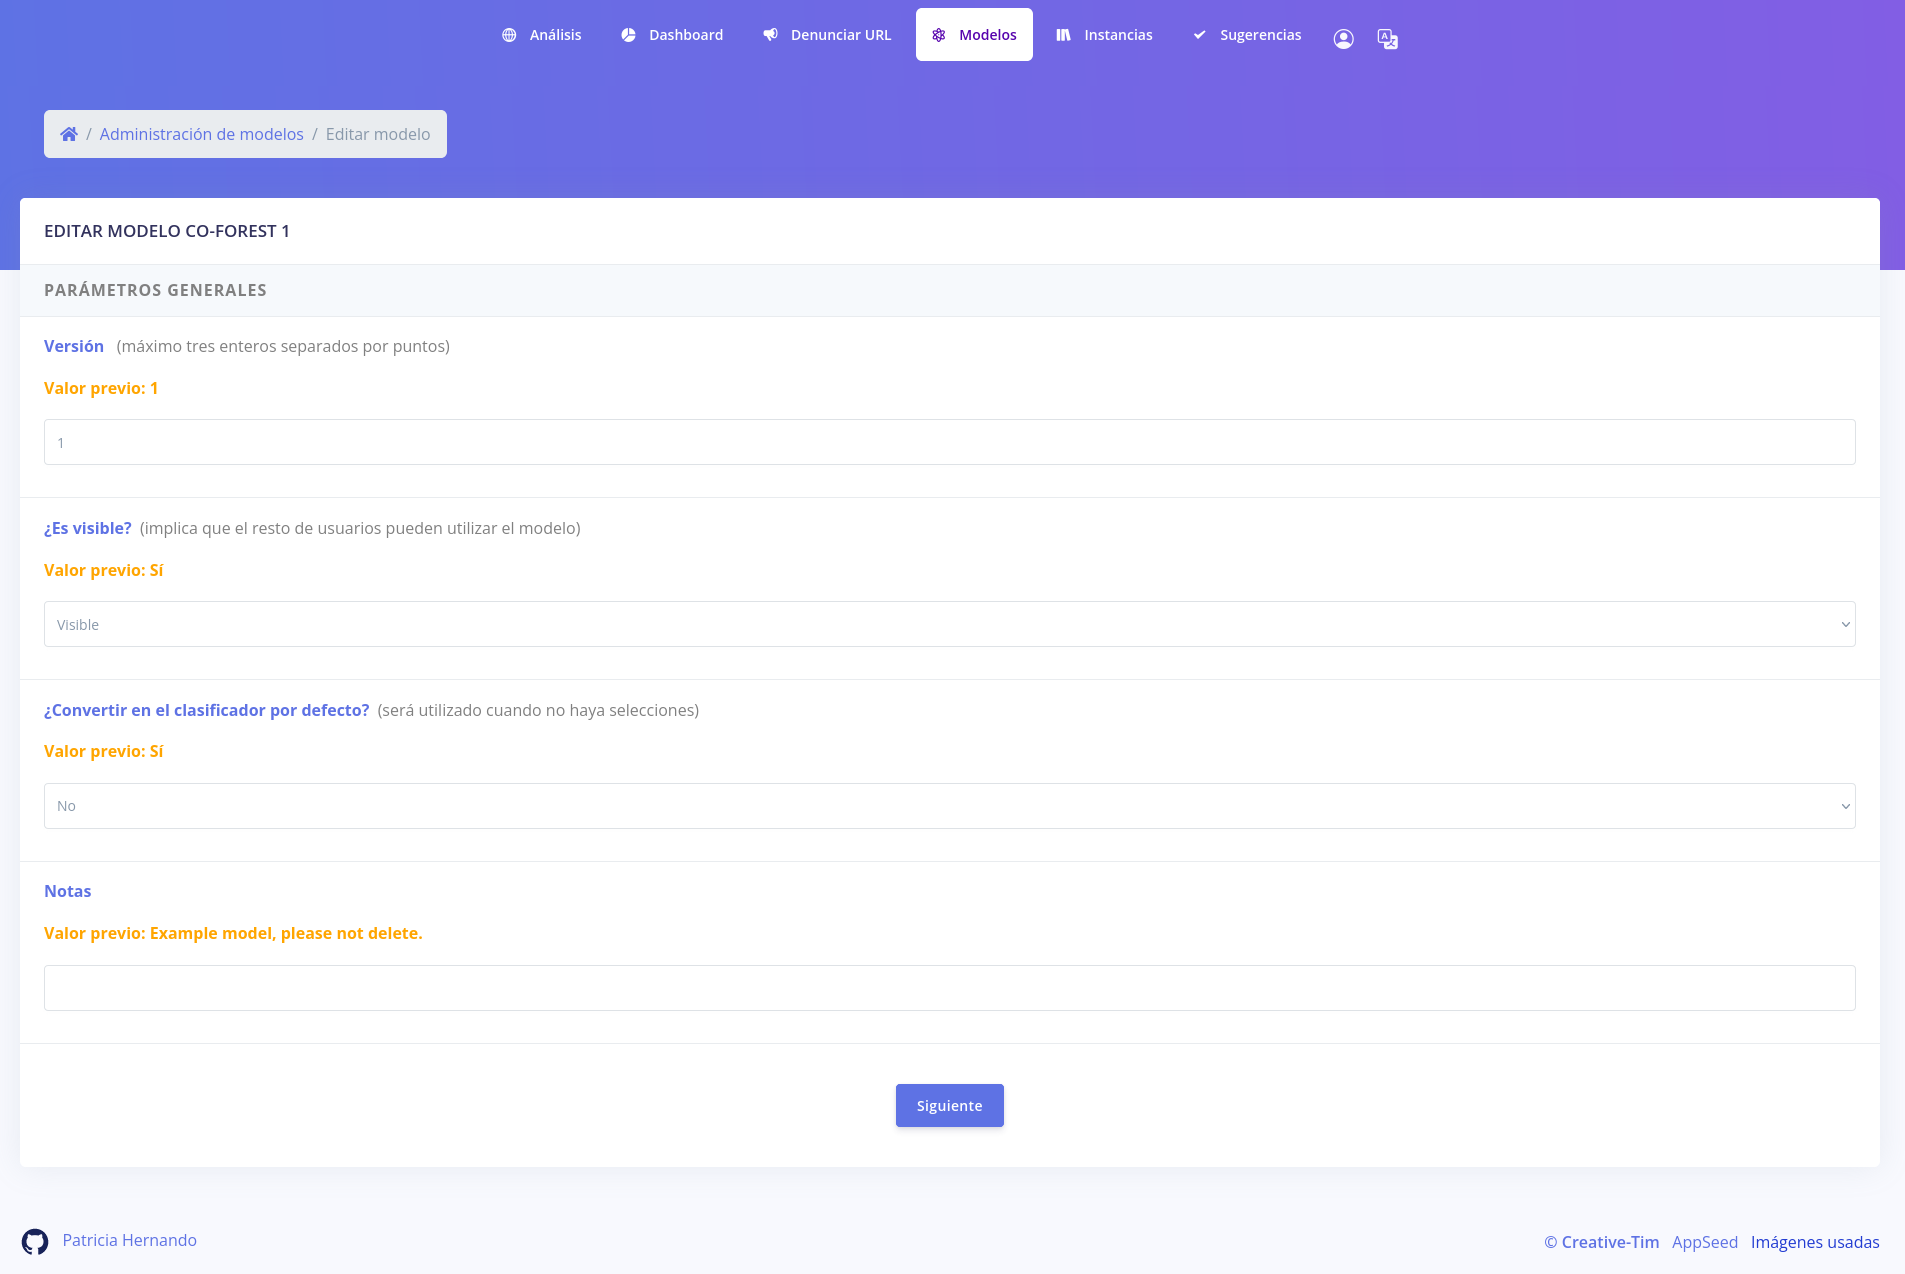 Análisis
Dashboard
Denunciar URL
Modelos
Instancias
Sugerencias
/ Administración de modelos / Editar modelo
EDITAR MODELO CO-FOREST 1
PARÁMETROS GENERALES
Versión (máximo tres enteros separados por puntos)
Valor previo: 1
1
¿Es visible? (implica que el resto de usuarios pueden utilizar el modelo)
Valor previo: Sí
Visible
¿Convertir en el clasificador por defecto? (será utilizado cuando no haya selecciones)
Valor previo: Sí
No
Notas
Valor previo: Example model, please not delete.
Siguiente
Patricia Hernando
© Creative-Tim AppSeed Imágenes usadas